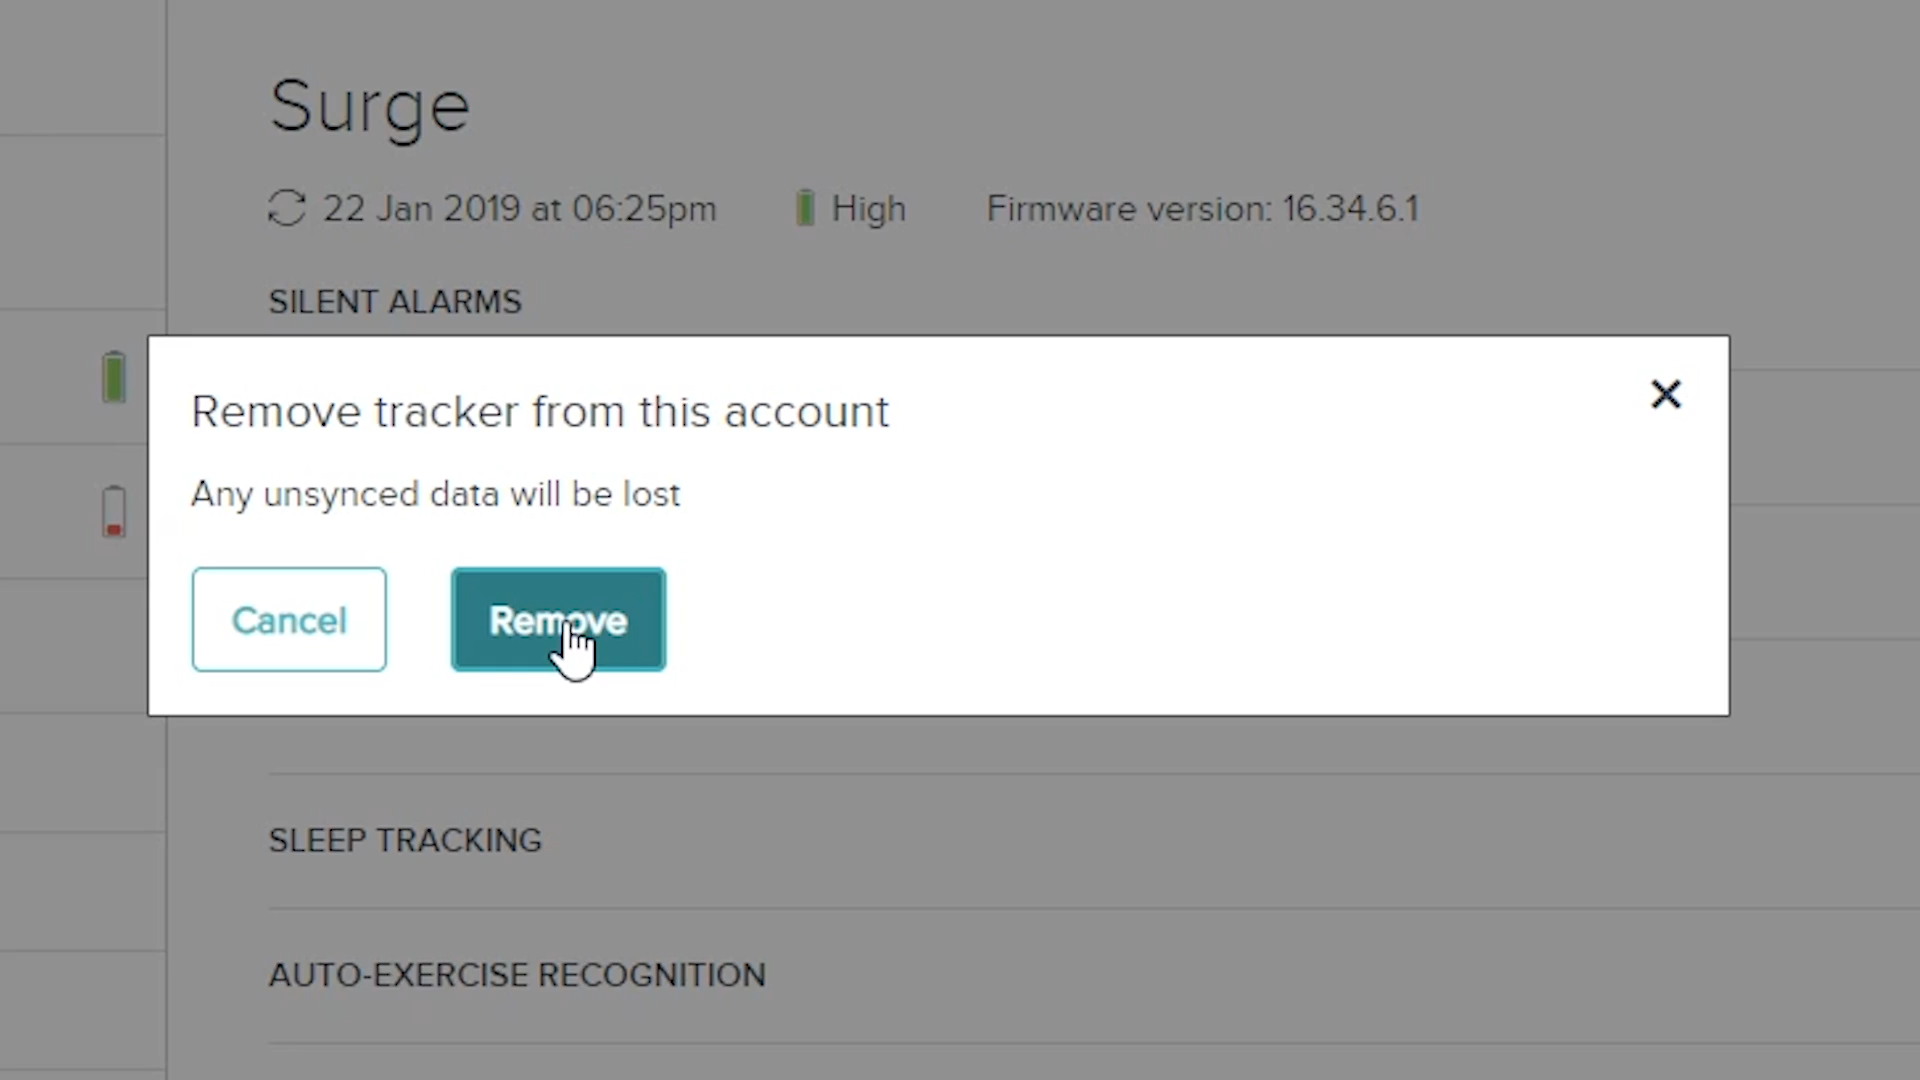 Surge
22 Jan 2019 at 06:25pm High Firmware version: 16.34.6.1
SILENT ALARMS
Remove tracker from this account
Any unsynced data will be lost
Cancel Remove
SLEEP TRACKING
AUTO-EXERCISE RECOGNITION